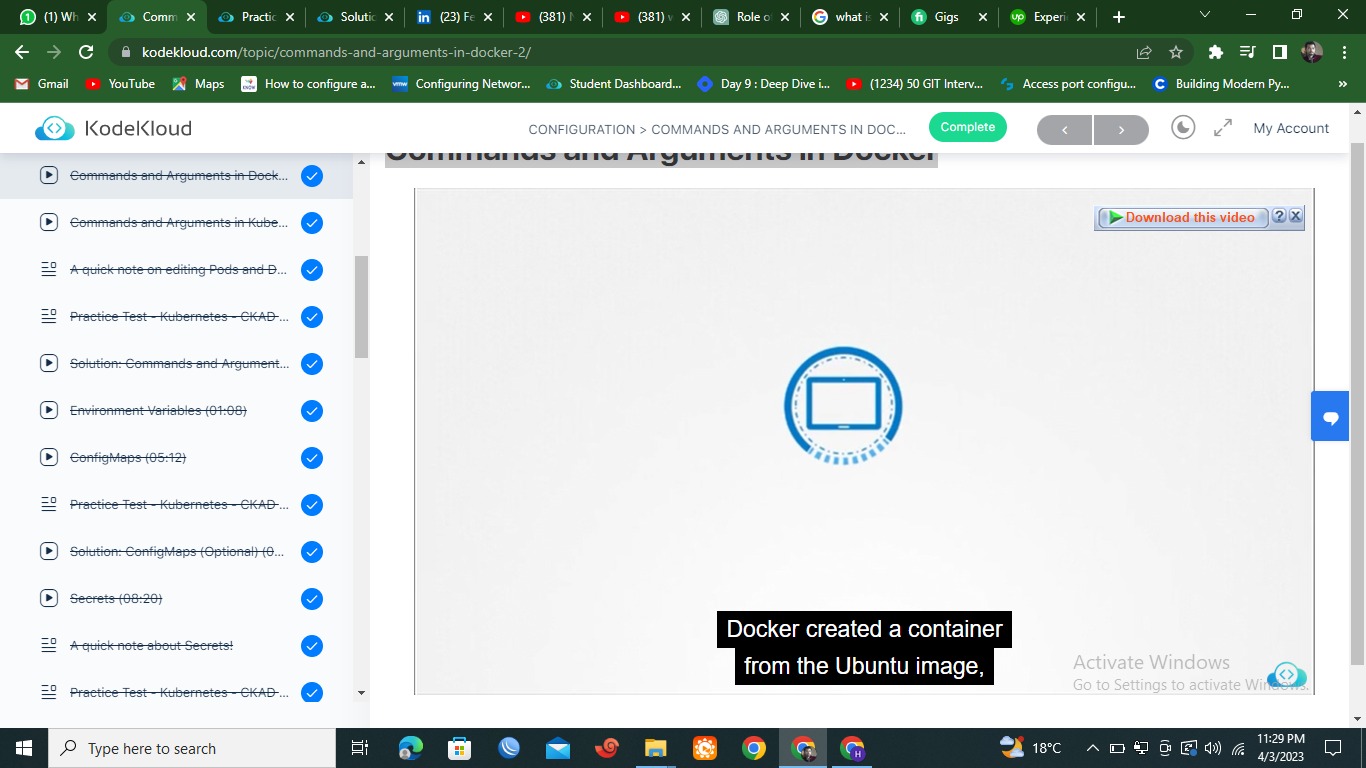 (1) Wh
Comm
Practic
Solutic
(23) Fe
(381) N
(381) v
Role o
what is
Gigs
Experi
kodekloud.com/topic/commands-and-arguments-in-docker-2/
Gmail
YouTube
Maps
How to configure a...
Configuring Networ...
Student Dashboard...
Day 9 : Deep Dive i...
(1234) 50 GIT Interv...
Access port configu...
Building Modern Py...
KodeKloud
CONFIGURATION > COMMANDS AND ARGUMENTS IN DOC...
Complete
My Account
Commands and Arguments in Docker
Commands and Arguments in Dock...
Commands and Arguments in Kube...
A quick note on editing Pods and D...
Practice Test - Kubernetes - CKAD ...
Solution: Commands and Argument...
Environment Variables (01:08)
ConfigMaps (05:12)
Practice Test - Kubernetes - CKAD ...
Solution: ConfigMaps (Optional) (0...
Secrets (08:20)
A quick note about Secrets!
Practice Test - Kubernetes - CKAD ...
Download this video
Docker created a container
from the Ubuntu image,
Activate Windows
Go to Settings to activate Windows.
Type here to search
18°C
11:29 PM
4/3/2023